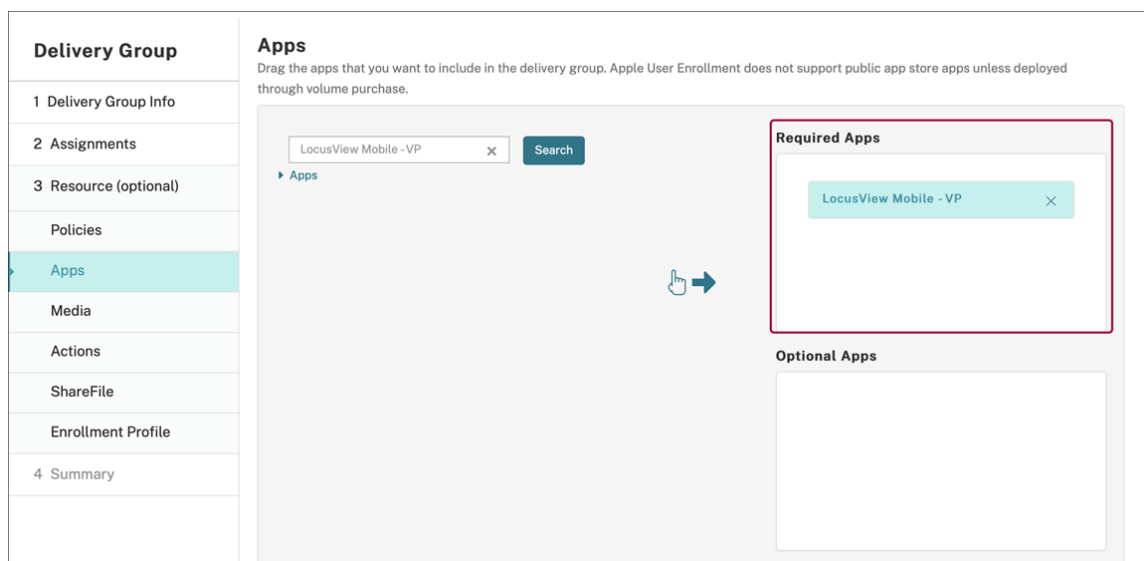 Delivery Group
1 Delivery Group Info
2 Assignments
3 Resource (optional)
Policies
Apps
Media
Actions
ShareFile
Enrollment Profile
4 Summary
Apps
Drag the apps that you want to include in the delivery group. Apple User Enrollment does not support public app store apps unless deployed
through volume purchase.
LocusView Mobile - VP
Search
Apps
Required Apps
LocusView Mobile - VP
Optional Apps